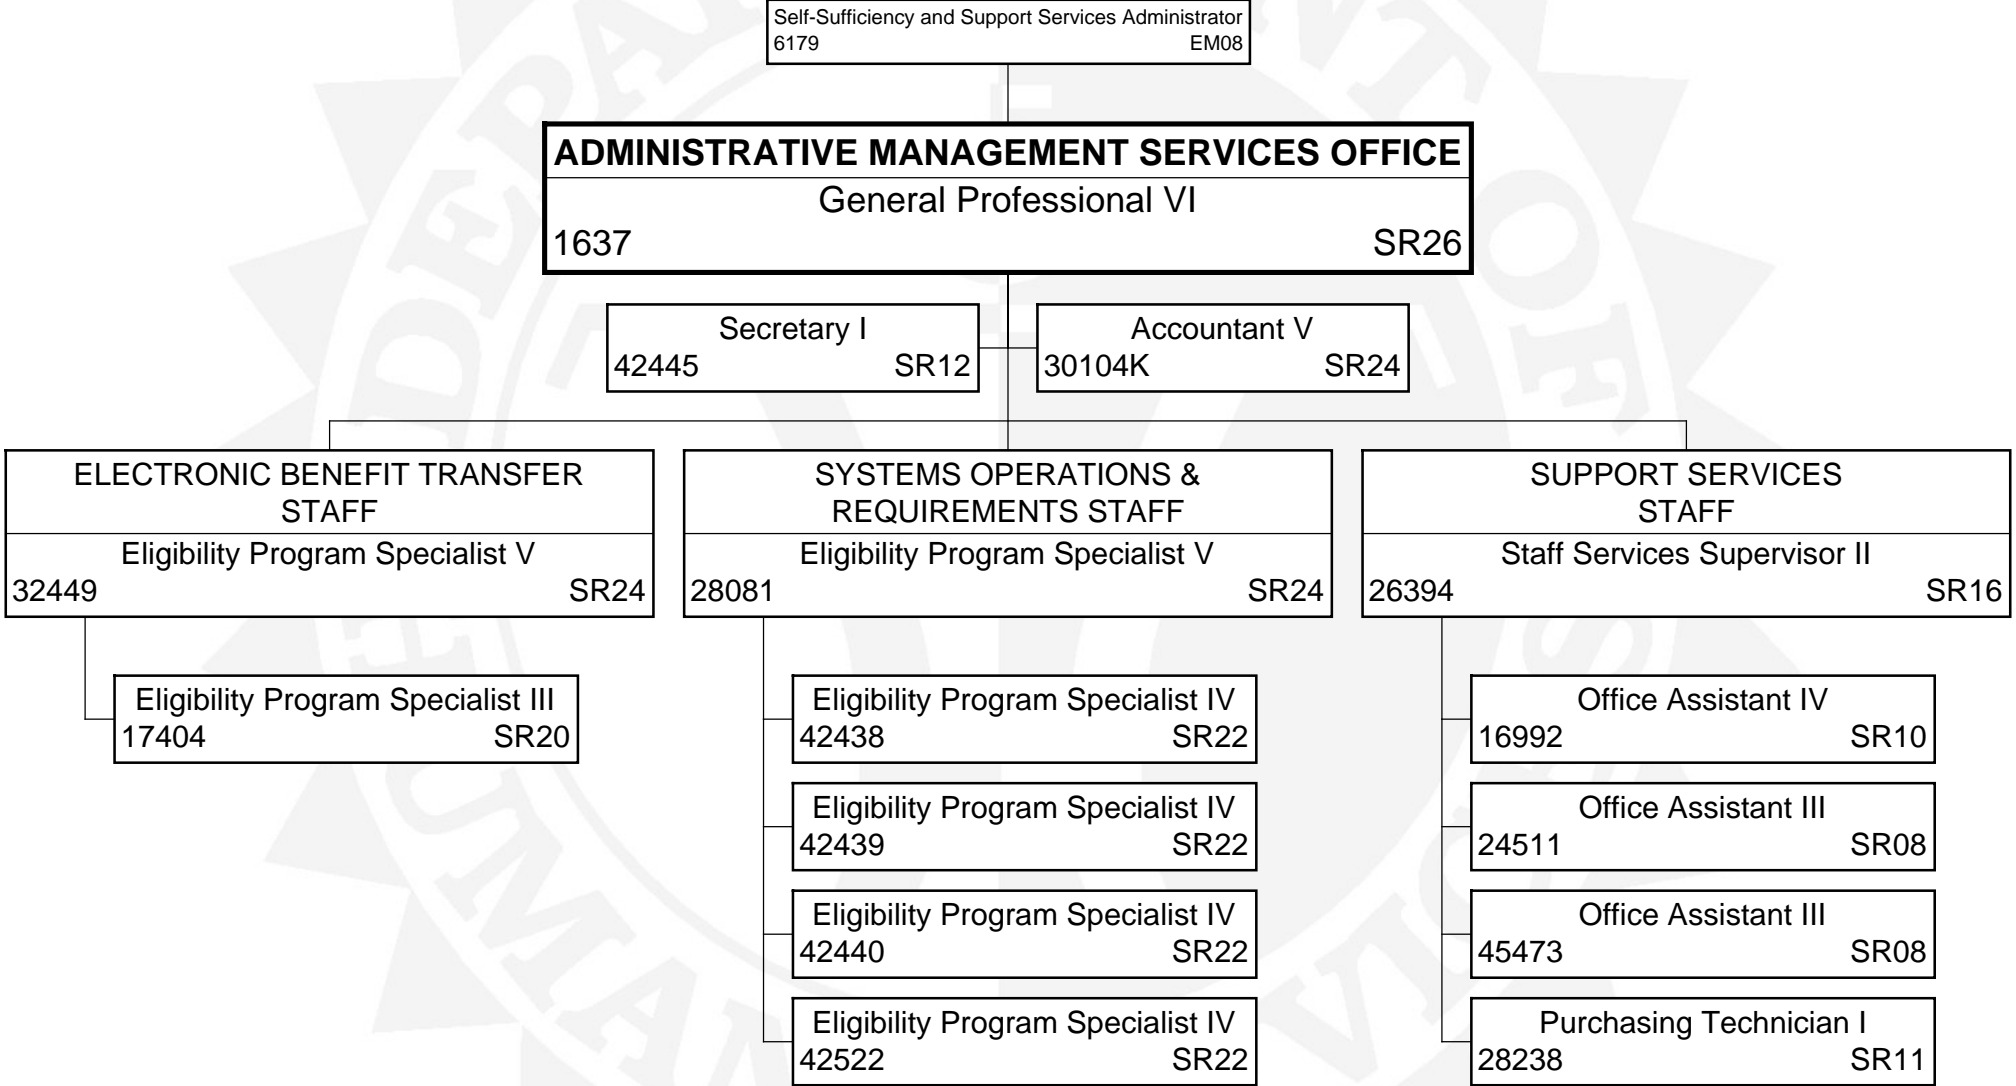 Self-Sufficiency and Support Services Administrator
6179 EM08
ADMINISTRATIVE MANAGEMENT SERVICES OFFICE
General Professional VI
1637 SR26
Secretary I
42445 SR12
Accountant V
30104K SR24
ELECTRONIC BENEFIT TRANSFER
STAFF
Eligibility Program Specialist V
32449 SR24
Eligibility Program Specialist III
17404 SR20
SYSTEMS OPERATIONS &
REQUIREMENTS STAFF
Eligibility Program Specialist V
28081 SR24
Eligibility Program Specialist IV
42438 SR22
Eligibility Program Specialist IV
42439 SR22
Eligibility Program Specialist IV
42440 SR22
Eligibility Program Specialist IV
42522 SR22
SUPPORT SERVICES
STAFF
Staff Services Supervisor II
26394 SR16
Office Assistant IV
16992 SR10
Office Assistant III
24511 SR08
Office Assistant III
45473 SR08
Purchasing Technician I
28238 SR11